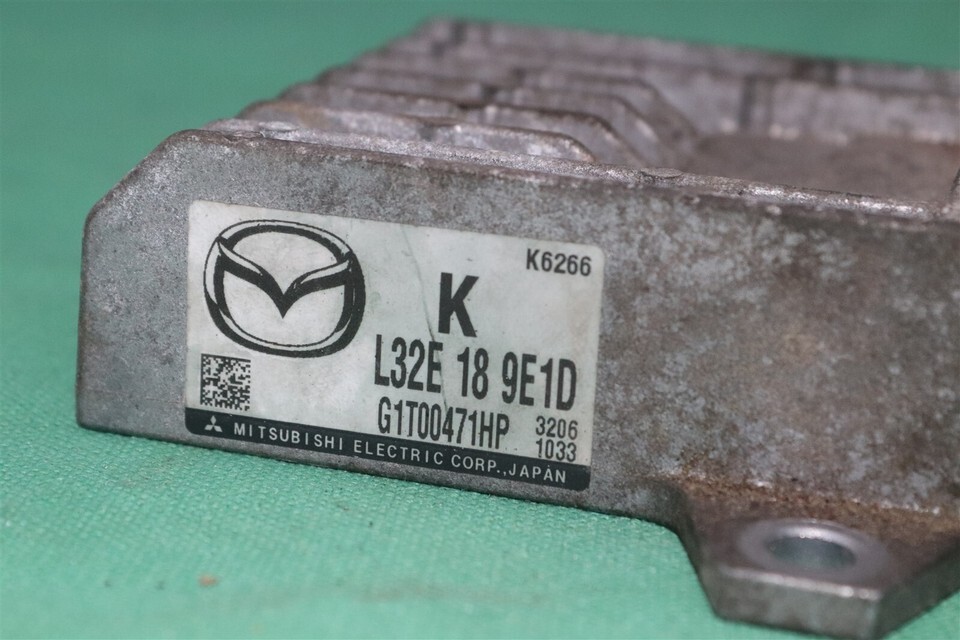 K6266
K
L32E 18 9E1D
G1T00471HP 3206
1033
MITSUBISHI ELECTRIC CORP.,JAPAN